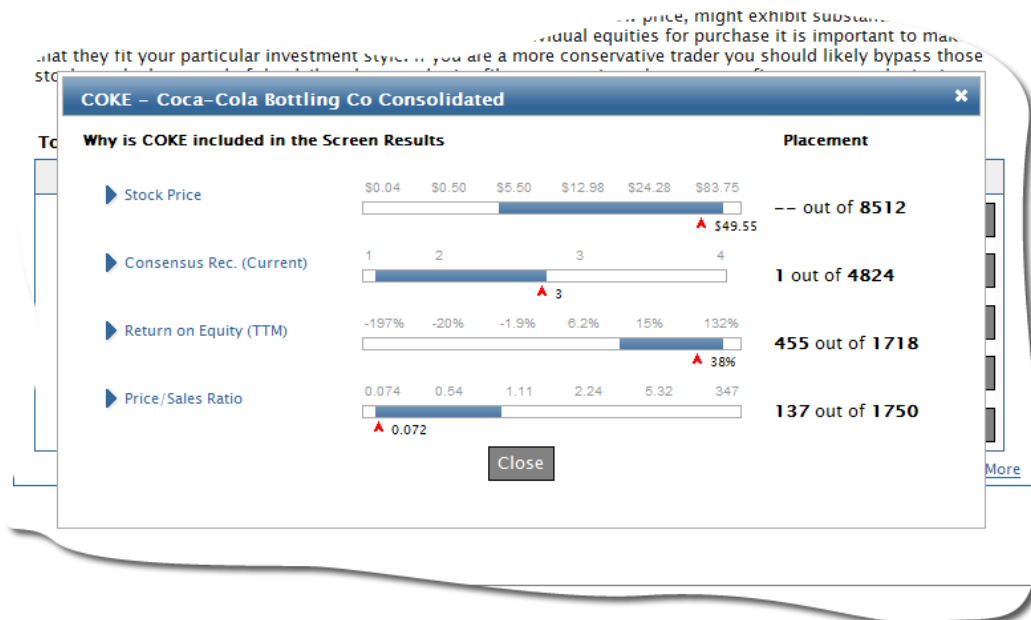 price, might exhibit
equities for purchase it is important to
that they fit your particular investment style. If you are a more conservative trader you should likely bypass those
COKE - Coca-Cola Bottling Co Consolidated
Why is COKE included in the Screen Results Placement
Stock Price $0.04 $0.50 $5.50 $12.98 $24.28 $83.75 -- out of 8512
$49.55
Consensus Rec. (Current) 1 2 3 4 1 out of 4824
3
Return on Equity (TTM) -197% -20% -1.9% 6.2% 15% 132% 455 out of 1718
38%
Price/Sales Ratio 0.074 0.54 1.11 2.24 5.32 347 137 out of 1750
0.072
Close
More